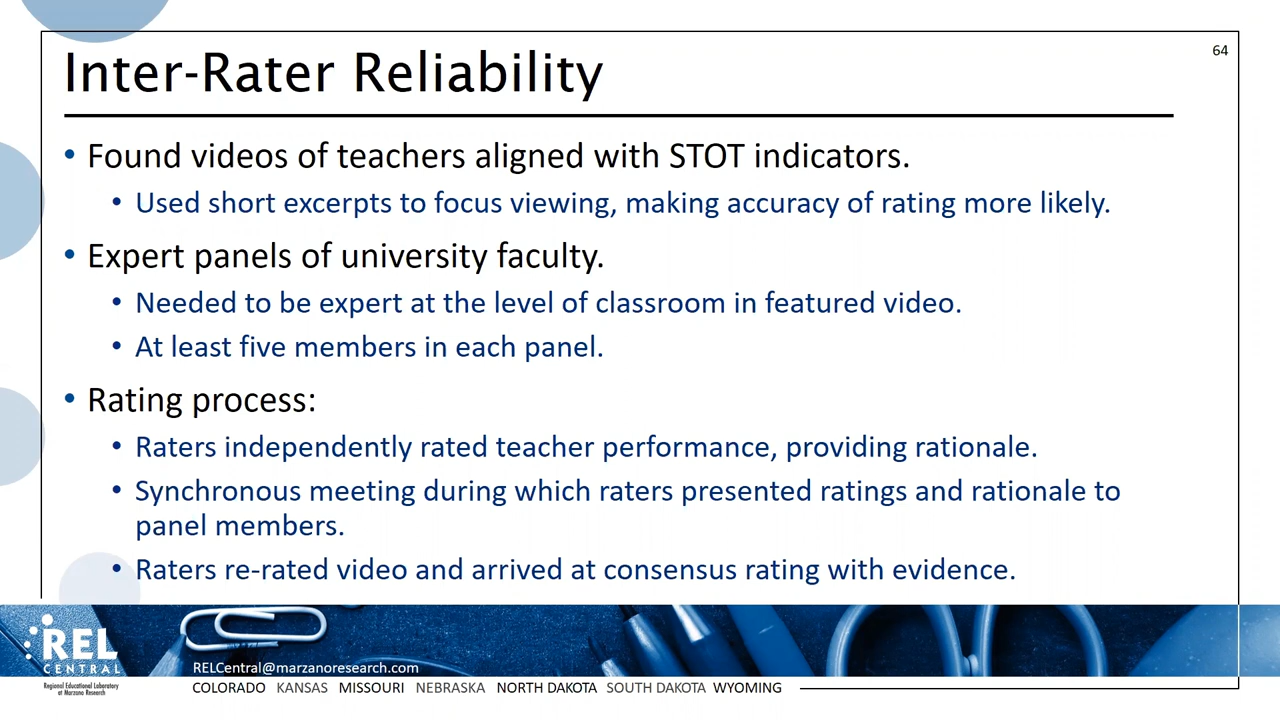 64
Inter-Rater Reliability
• Found videos of teachers aligned with STOT indicators.
• Used short excerpts to focus viewing, making accuracy of rating more likely.
• Expert panels of university faculty.
• Needed to be expert at the level of classroom in featured video.
• At least five members in each panel.
• Rating process:
• Raters independently rated teacher performance, providing rationale.
• Synchronous meeting during which raters presented ratings and rationale to
panel members.
• Raters re-rated video and arrived at consensus rating with evidence.
REL
CENTRAL
Regional Educational Laboratory
at Marzano Research
RELCentral@marzanoresearch.com
COLORADO KANSAS MISSOURI NEBRASKA NORTH DAKOTA SOUTH DAKOTA WYOMING